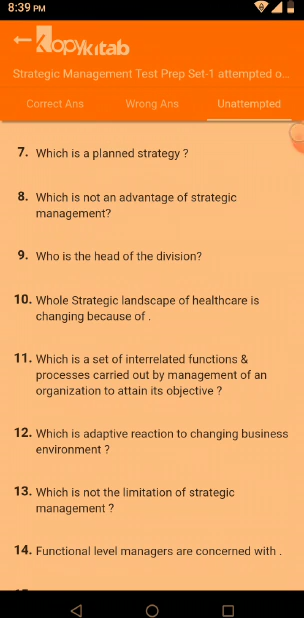 8:39 PM
Kopykitab
Strategic Management Test Prep Set-1 attempted o...
Correct Ans Wrong Ans Unattempted
7. Which is a planned strategy ?
8. Which is not an advantage of strategic
management?
9. Who is the head of the division?
10. Whole Strategic landscape of healthcare is
changing because of .
11. Which is a set of interrelated functions &
processes carried out by management of an
organization to attain its objective ?
12. Which is adaptive reaction to changing business
environment ?
13. Which is not the limitation of strategic
management ?
14. Functional level managers are concerned with .